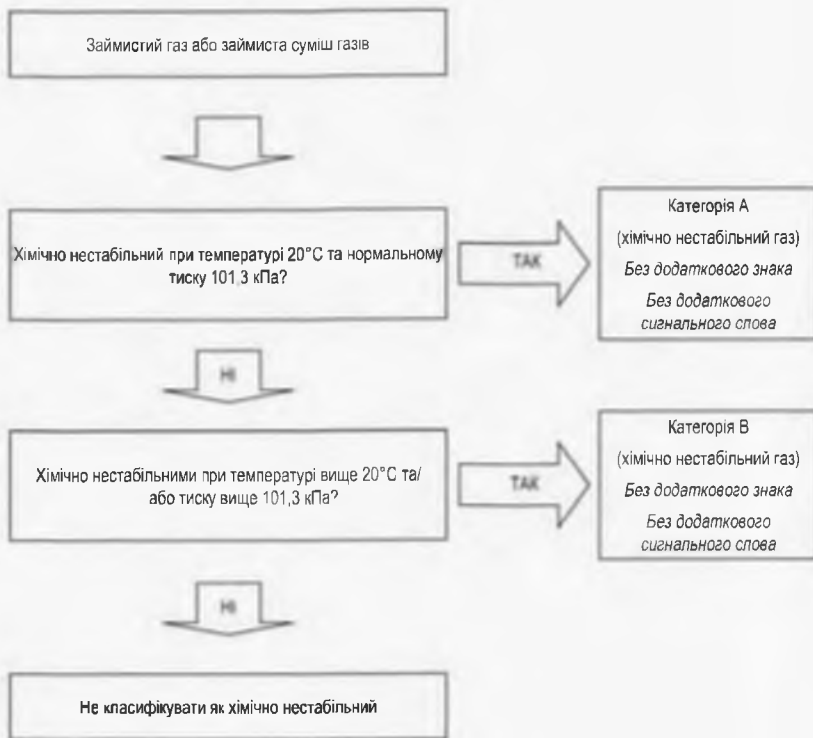 Займистий газ або займиста суміш газів
Хімічно нестабільний при температурі 20°C та нормальному
тиску 101,3 кПа?
ТАК
Категорія А
(хімічно нестабільний газ)
Без додаткового знака
Без додаткового
сигнального слова
НІ
Хімічно нестабільними при температурі вище 20°C та/
або тиску вище 101,3 кПа?
ТАК
Категорія В
(хімічно нестабільний газ)
Без додаткового знака
Без додаткового
сигнального слова
НІ
Не класифікувати як хімічно нестабільний